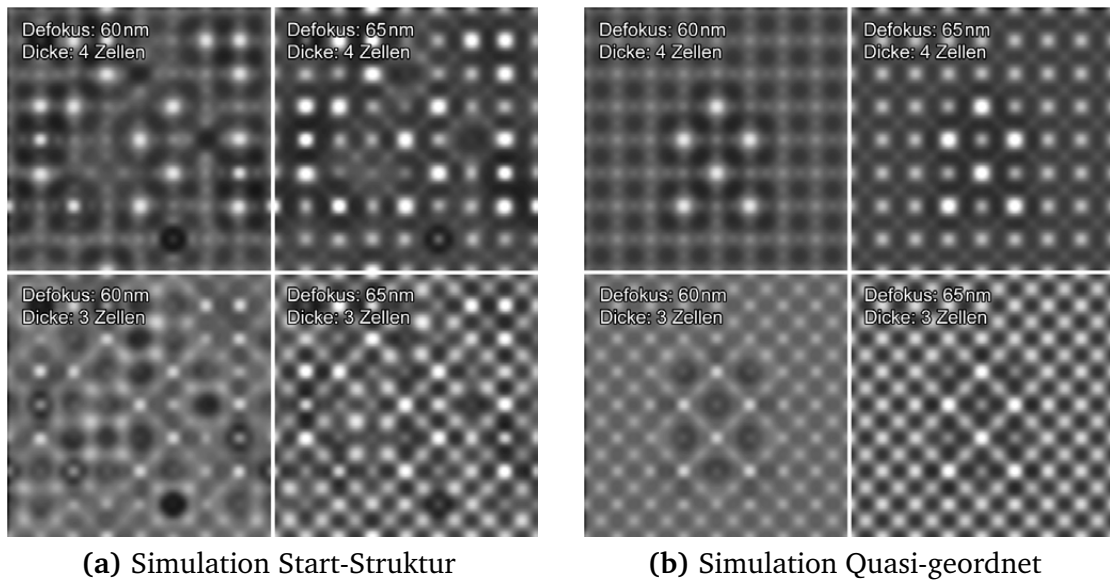 Defokus: 60 nm
Dicke: 4 Zellen
Defokus: 65 nm
Dicke: 4 Zellen
Defokus: 60 nm
Dicke: 3 Zellen
Defokus: 65 nm
Dicke: 3 Zellen
(a) Simulation Start-Struktur
Defokus: 60 nm
Dicke: 4 Zellen
Defokus: 65 nm
Dicke: 4 Zellen
Defokus: 60 nm
Dicke: 3 Zellen
Defokus: 65 nm
Dicke: 3 Zellen
(b) Simulation Quasi-geordnet